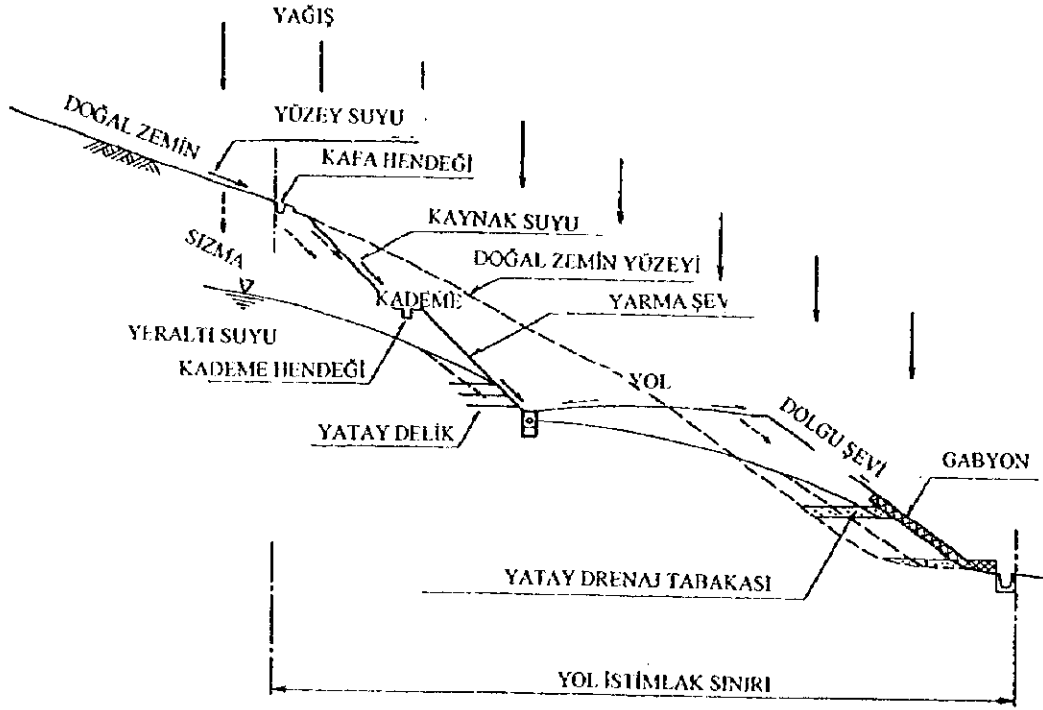 YAĞIŞ
DOĞAL ZEMİN
YÜZEY SUYU
KAFA HENDEĞİ
KAYNAK SUYU
SIZMA
DOĞAL ZEMİN YÜZEYİ
KADEME
YARMA ŞEV
YERALTI SUYU
KADEME HENDEĞİ
YOL
YATAY DELİK
DOLGU ŞEVİ
GABYON
YATAY DRENAJ TABAKASI
YOL İSTİMLAK SINIRI